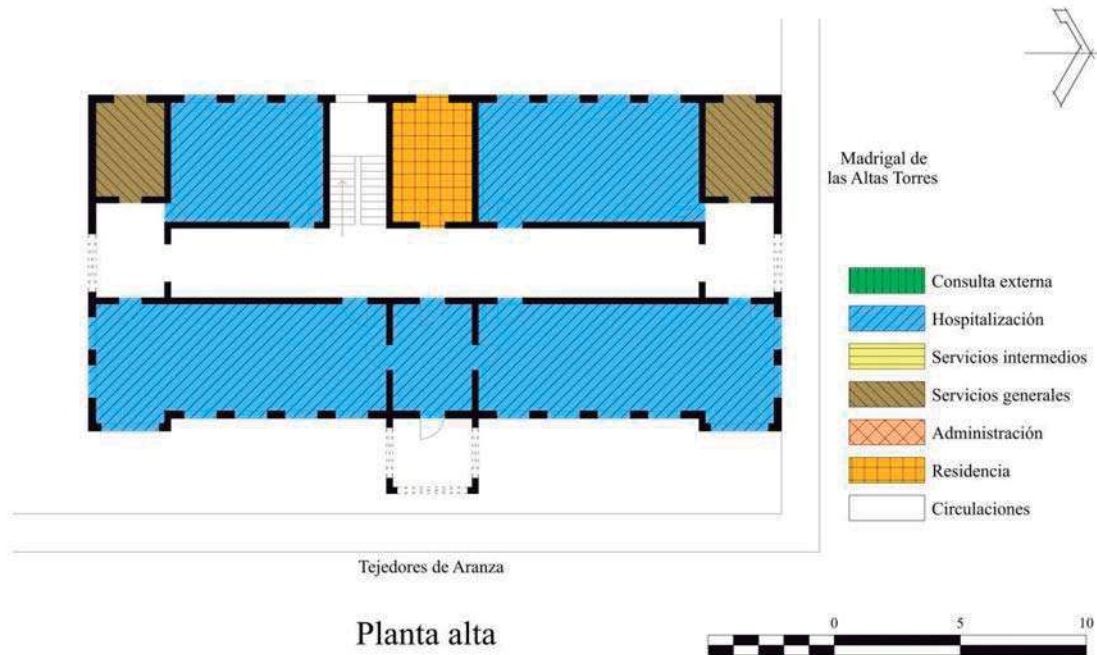 Madrigal de
las Altas Torres
Consulta externa
Hospitalización
Servicios intermedios
Servicios generales
Administración
Residencia
Circulaciones
Tejedores de Aranza
Planta alta
0 5 10